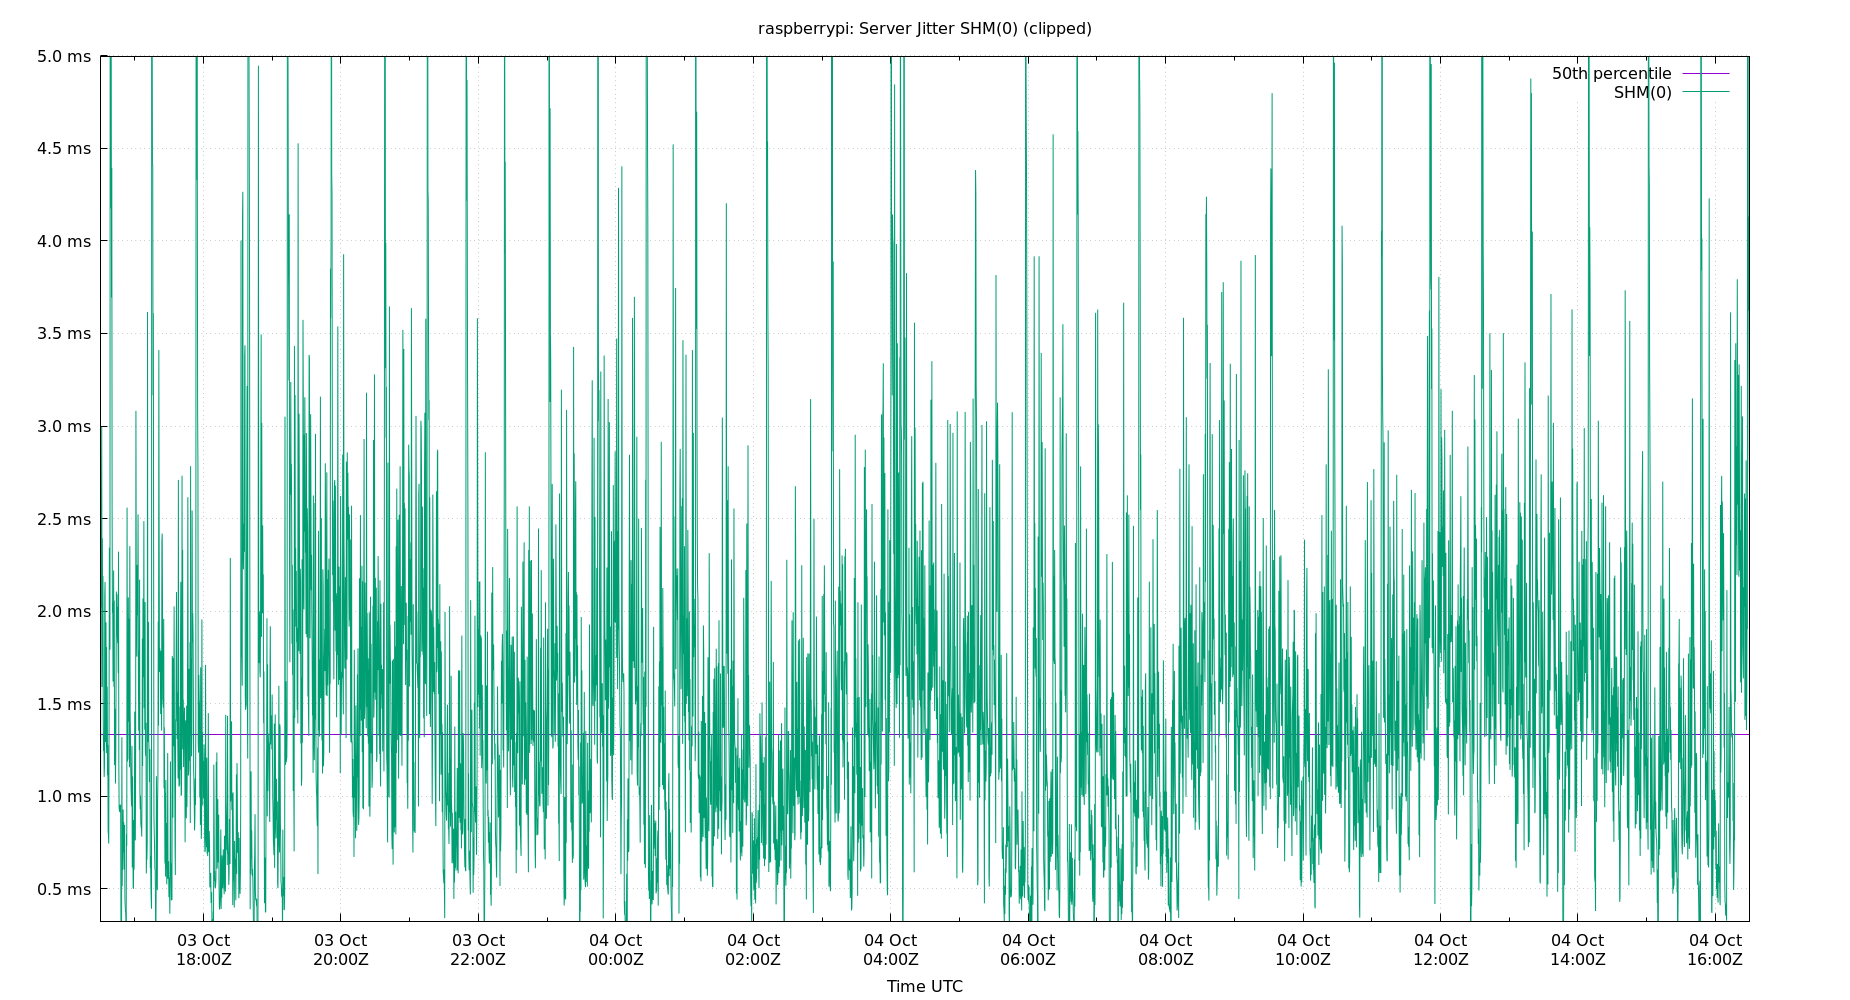 raspberrypi: Server Jitter SHM(0) (clipped)
5.0 ms
4.5 ms
4.0 ms
3.5 ms
3.0 ms
2.5 ms
2.0 ms
1.5 ms
1.0 ms
0.5 ms
50th percentile
SHM(0)
03 Oct
18:00Z
03 Oct
20:00Z
03 Oct
22:00Z
04 Oct
00:00Z
04 Oct
02:00Z
04 Oct
04:00Z
04 Oct
06:00Z
04 Oct
08:00Z
04 Oct
10:00Z
04 Oct
12:00Z
04 Oct
14:00Z
04 Oct
16:00Z
Time UTC